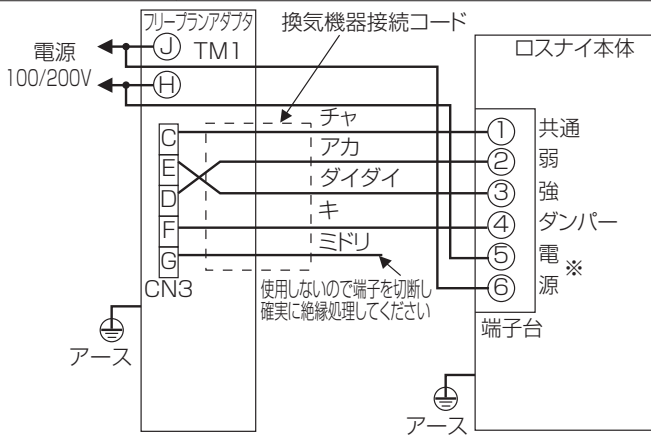 フリープランアダプタ
換気機器接続コード
電源
100/200V
J
TM1
H
ロスナイ本体
チャ
アカ
ダイダイ
キ
ミドリ
C
E
D
F
G
CN3
使用しないので端子を切断し
確実に絶縁処理してください
① 共通
② 弱
③ 強
④ ダンパー
⑤ 電
⑥ 源
※
端子台
アース
アース